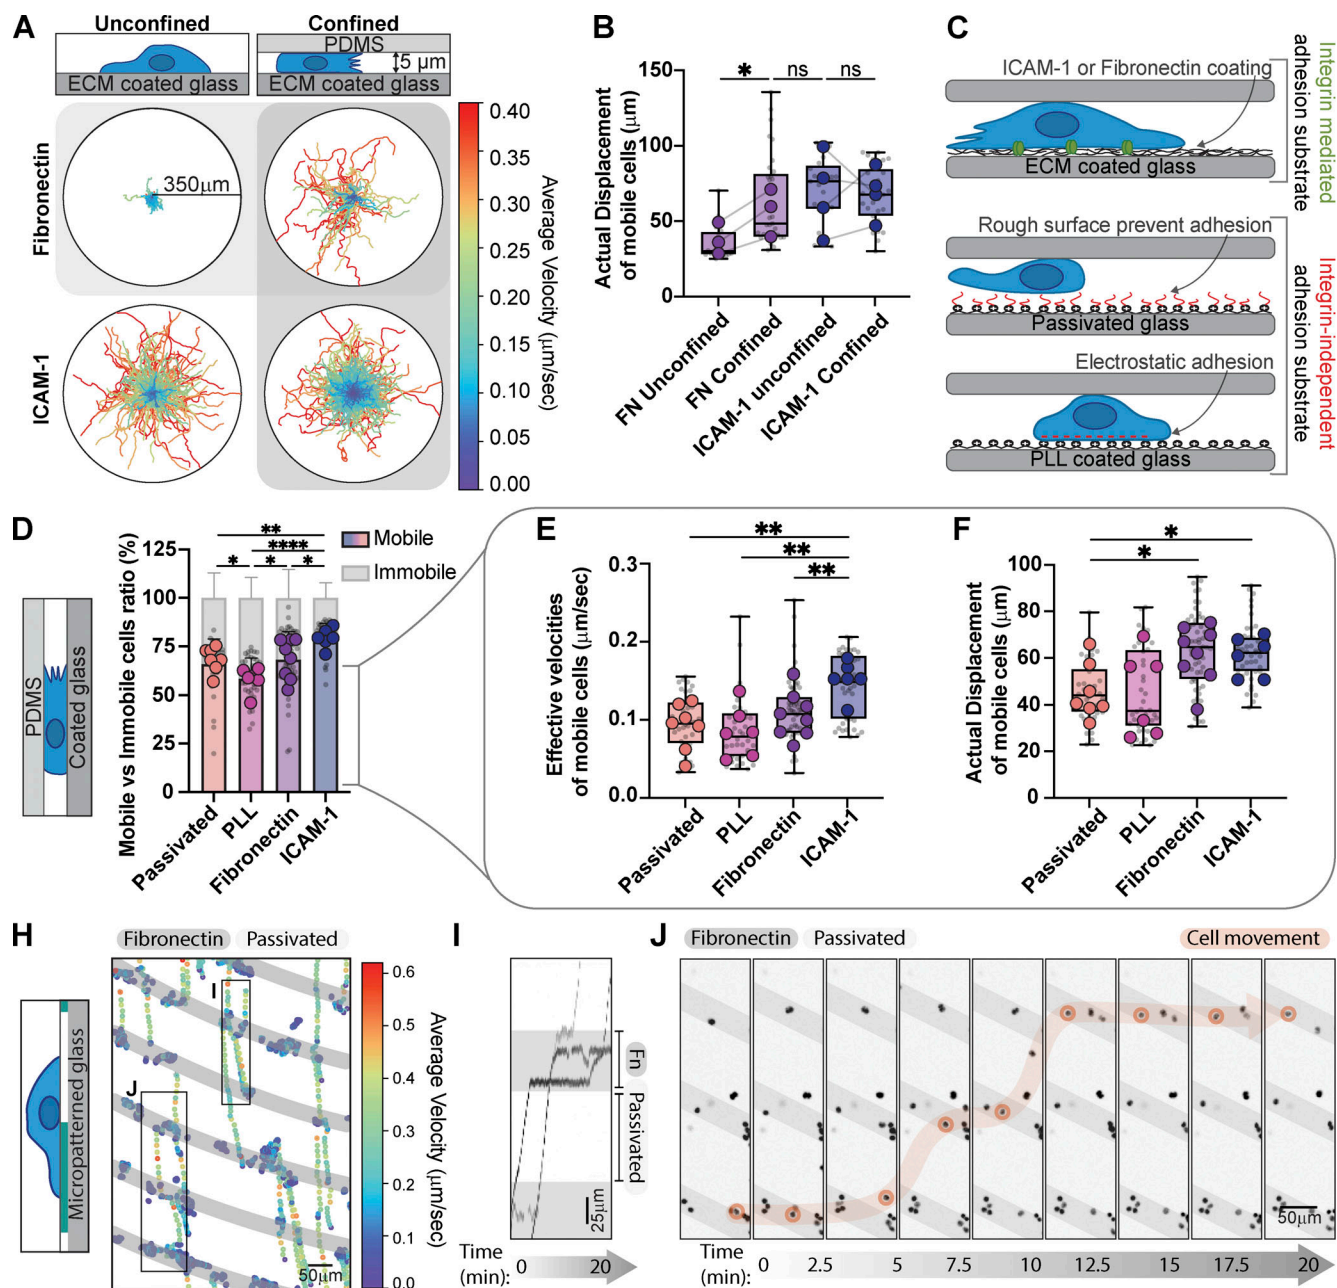 A
Unconfined
Confined
PDMS
5 μm
ECM coated glass
ECM coated glass
Fibronectin
350μm
ICAM-1
0.40
0.35
0.30
0.25
0.20
0.15
0.10
0.05
0.00
Average Velocity (μm/sec)
B
Actual Displacement
of mobile cells (μm)
150
100
50
0
*
ns
ns
FN Unconfined
FN Confined
ICAM-1 unconfined
ICAM-1 Confined
C
ICAM-1 or Fibronectin coating
ECM coated glass
Integrin mediated
adhesion substrate
Rough surface prevent adhesion
Passivated glass
Electrostatic adhesion
PLL coated glass
Integrin-independent
adhesion substrate
D
PDMS
Coated glass
Mobile vs Immobile cells ratio (%)
125
100
75
50
25
0
**
****
*
*
*
Mobile
Immobile
Passivated
PLL
Fibronectin
ICAM-1
E
Effective velocities
of mobile cells (μm/sec)
0.3
0.2
0.1
0.0
**
**
**
Passivated
PLL
Fibronectin
ICAM-1
F
Actual Displacement
of mobile cells (μm)
100
80
60
40
20
0
*
*
Passivated
PLL
Fibronectin
ICAM-1
H
Micropatterned glass
Fibronectin
Passivated
I
J
50μm
0.6
0.5
0.4
0.3
0.2
0.1
0.0
Average Velocity (μm/sec)
I
Fn
Passivated
25μm
Time
(min):
0
20
J
Fibronectin
Passivated
Cell movement
50μm
Time
(min):
0
2.5
5
7.5
10
12.5
17.5
20